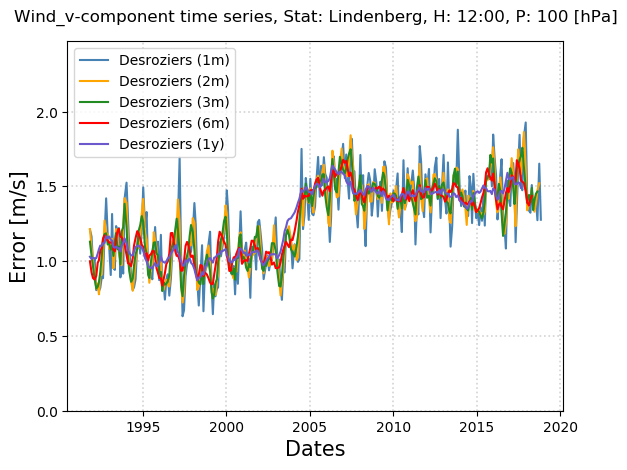 Wind_v-component time series, Stat: Lindenberg, H: 12:00, P: 100 [hPa]
Desroziers (1m)
Desroziers (2m)
Desroziers (3m)
Desroziers (6m)
Desroziers (1y)
Error [m/s]
2.0
1.5
1.0
0.5
0.0
1995 2000 2005 2010 2015 2020
Dates